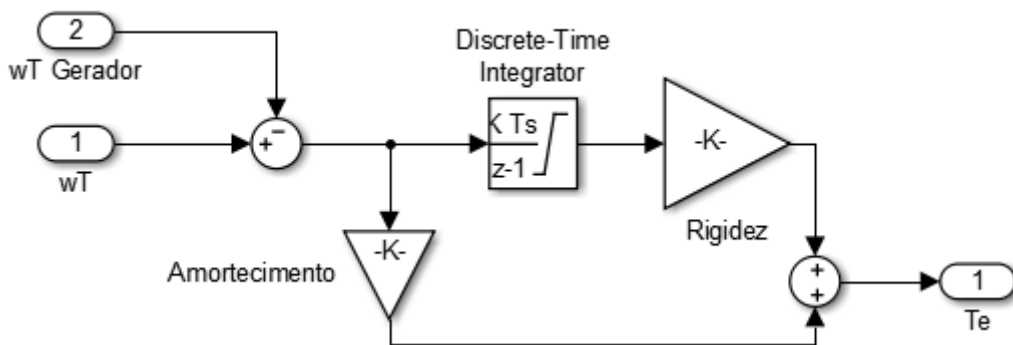 2
wT Gerador
1
wT
−
+
Discrete-Time
Integrator
K Ts
z-1
-K-
Rigidez
-K-
Amortecimento
+
+
1
Te